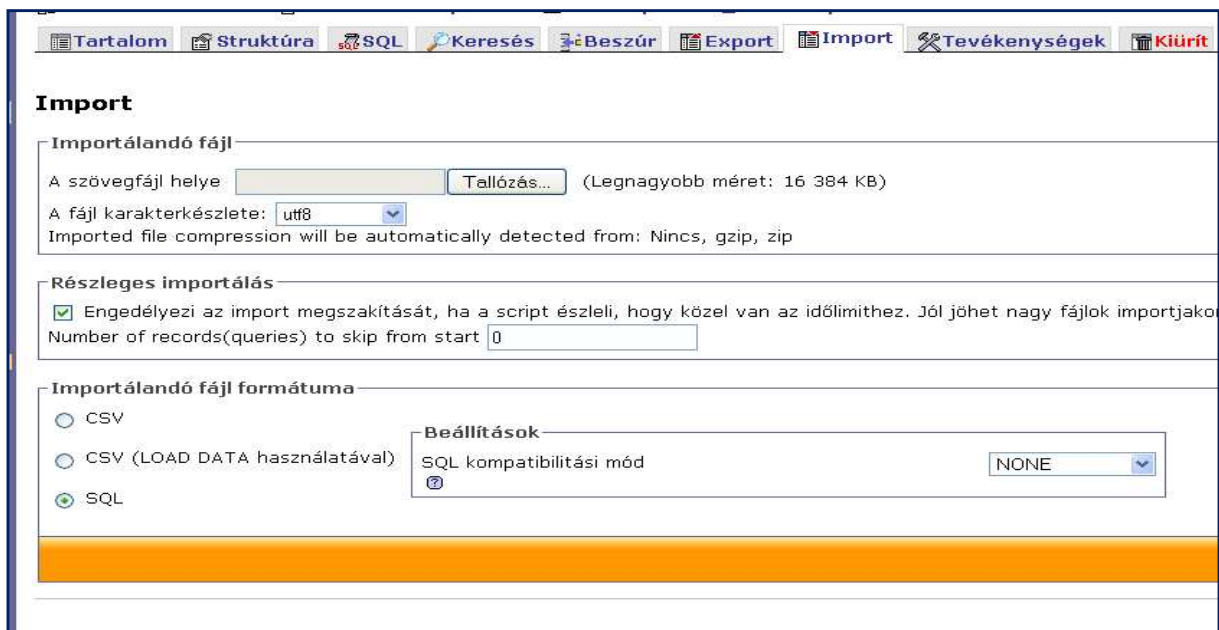 Tartalom Struktúra SQL Keresés Beszúr Export Import Tevékenységek Kiürít
Import
Importálandó fájl
A szövegfájl helye Tallózás... (Legnagyobb méret: 16 384 KB)
A fájl karakterkészlete: utf8
Imported file compression will be automatically detected from: Nincs, gzip, zip
Részleges importálás
Engedélyezi az import megszakítását, ha a script észleli, hogy közel van az időlimithez. Jól jöhet nagy fájlok
Number of records(queries) to skip from start 0
Importálandó fájl formátuma
CSV
CSV (LOAD DATA használatával)
SQL
Beállítások
SQL kompatibilitási mód NONE